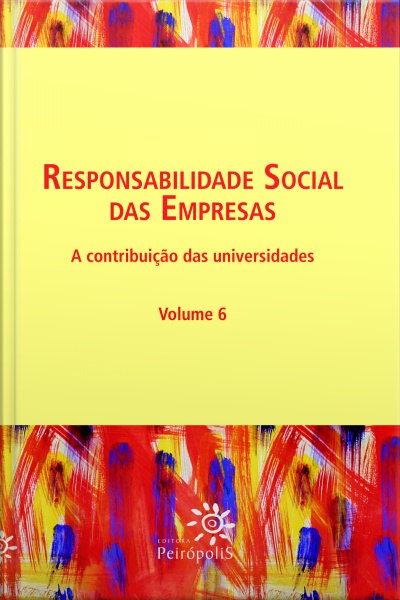 RESPONSABILIDADE SOCIAL
DAS EMPRESAS
A contribuição das universidades
Volume 6
EDITORA
PeirópoliS